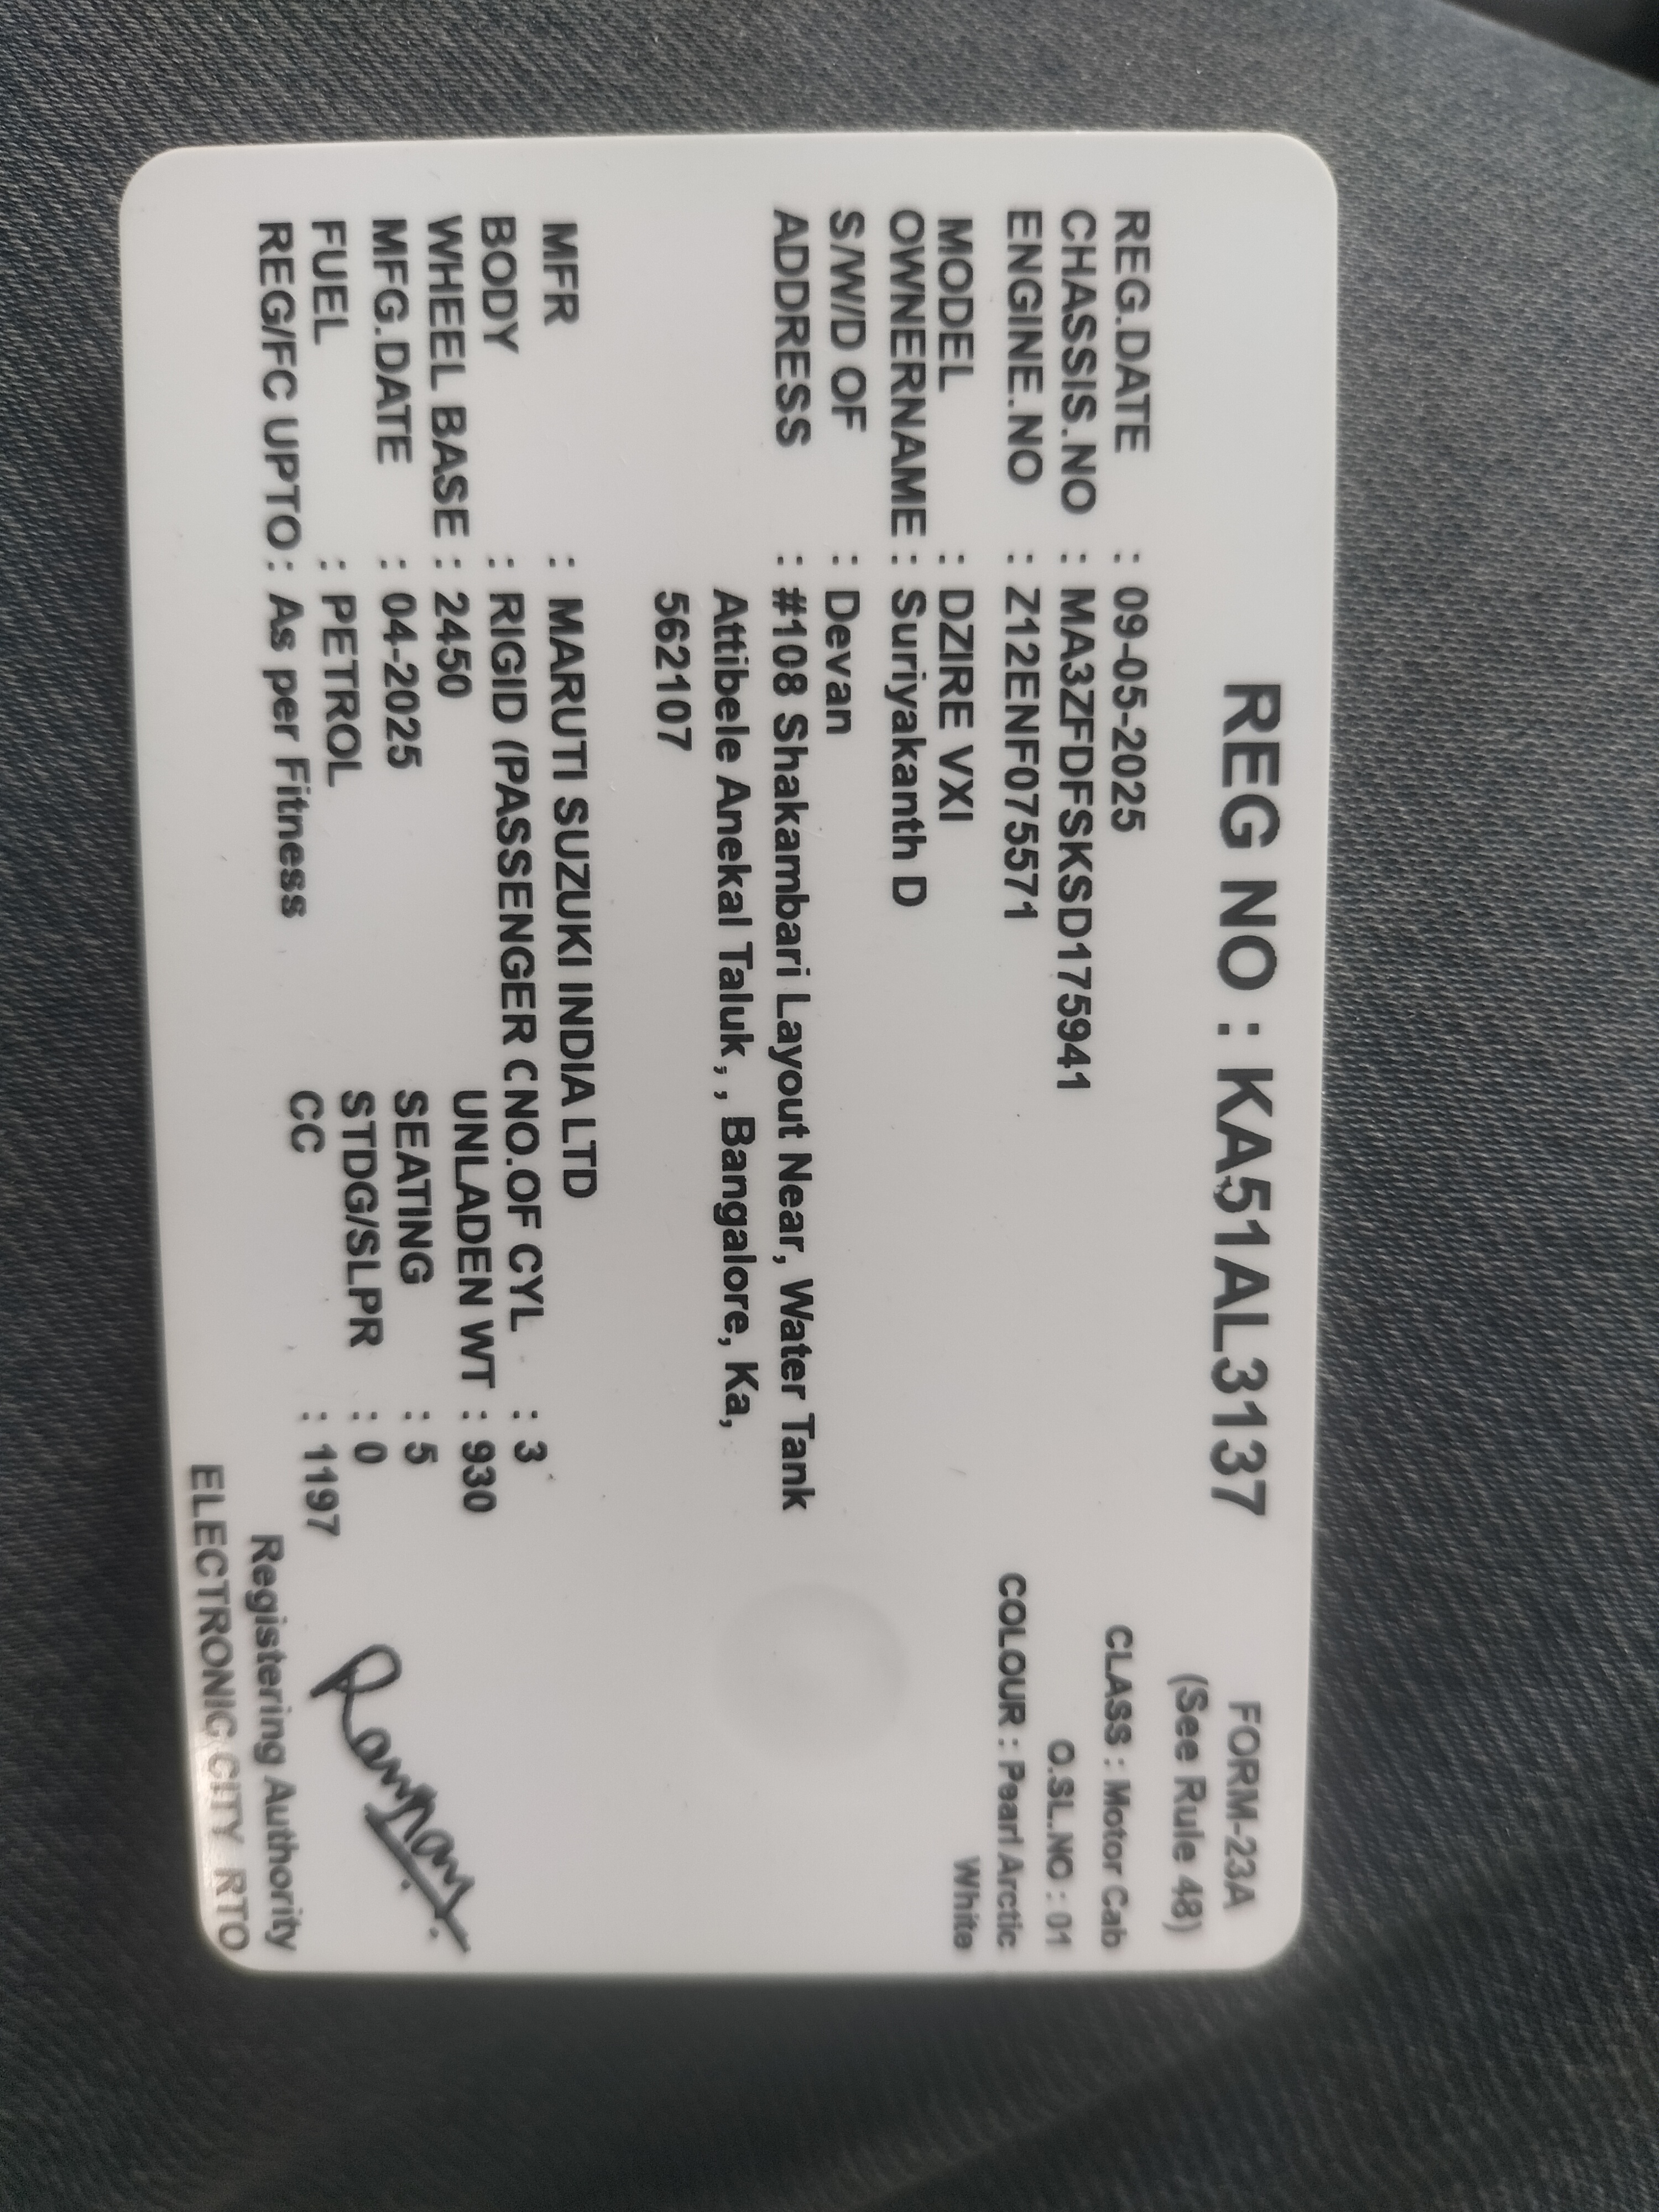 REG NO : KA51AL3137
FORM-23A
(See Rule 48)
REG.DATE : 09-05-2025
CLASS : Motor Cab
CHASSIS.NO : MA3ZFDFSKSD175941
O.SL.NO : 01
ENGINE.NO : Z12ENF075571
COLOUR : Pearl Arctic
White
MODEL : DZIRE VXI
OWNERNAME : Suriyakanth D
S/W/D OF : Devan
ADDRESS : #108 Shakambari Layout Near, Water Tank
Attibele Anekal Taluk , , Bangalore, Ka,
562107
MFR : MARUTI SUZUKI INDIA LTD
BODY : RIGID (PASSENGER C NO.OF CYL : 3
WHEEL BASE : 2450 UNLADEN WT : 930
MFG.DATE : 04-2025 SEATING : 5
FUEL : PETROL STDG/SLPR : 0
REG/FC UPTO : As per Fitness CC : 1197
Registering Authority
ELECTRONIC CITY RTO